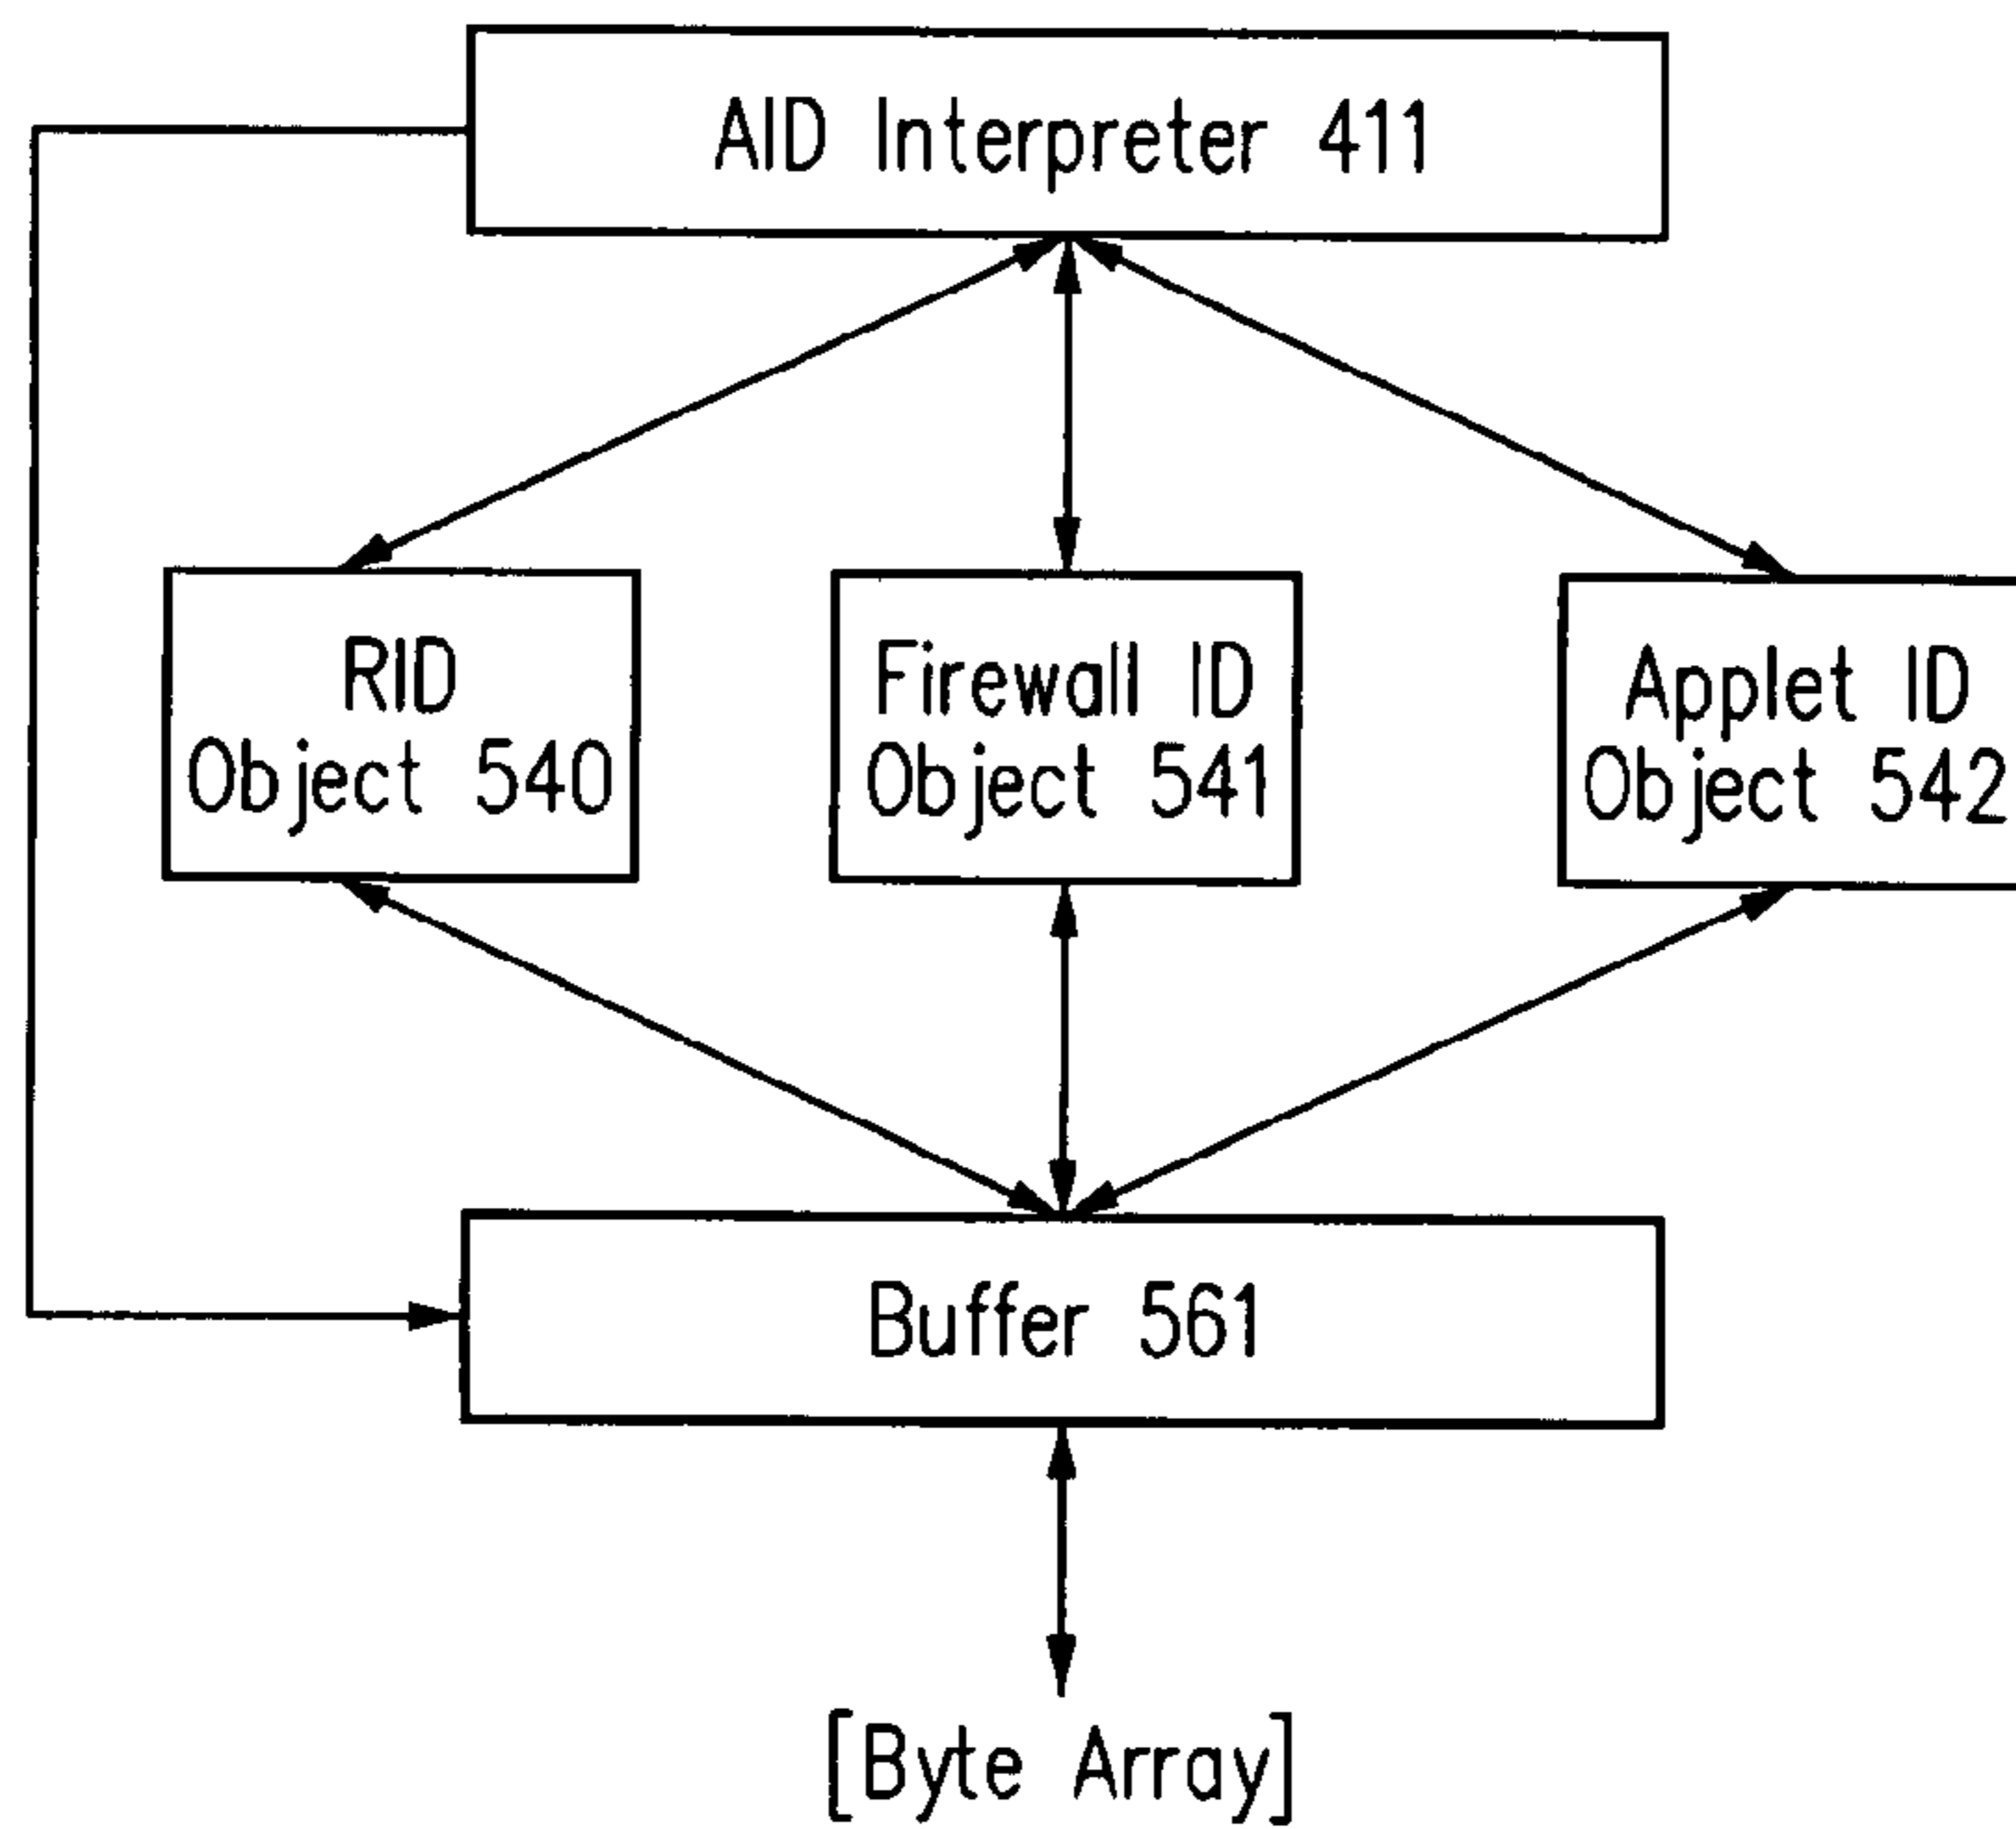 AID Interpreter 411
RID
Object 540
Firewall ID
Object 541
Applet ID
Object 542
Buffer 561
[Byte Array]